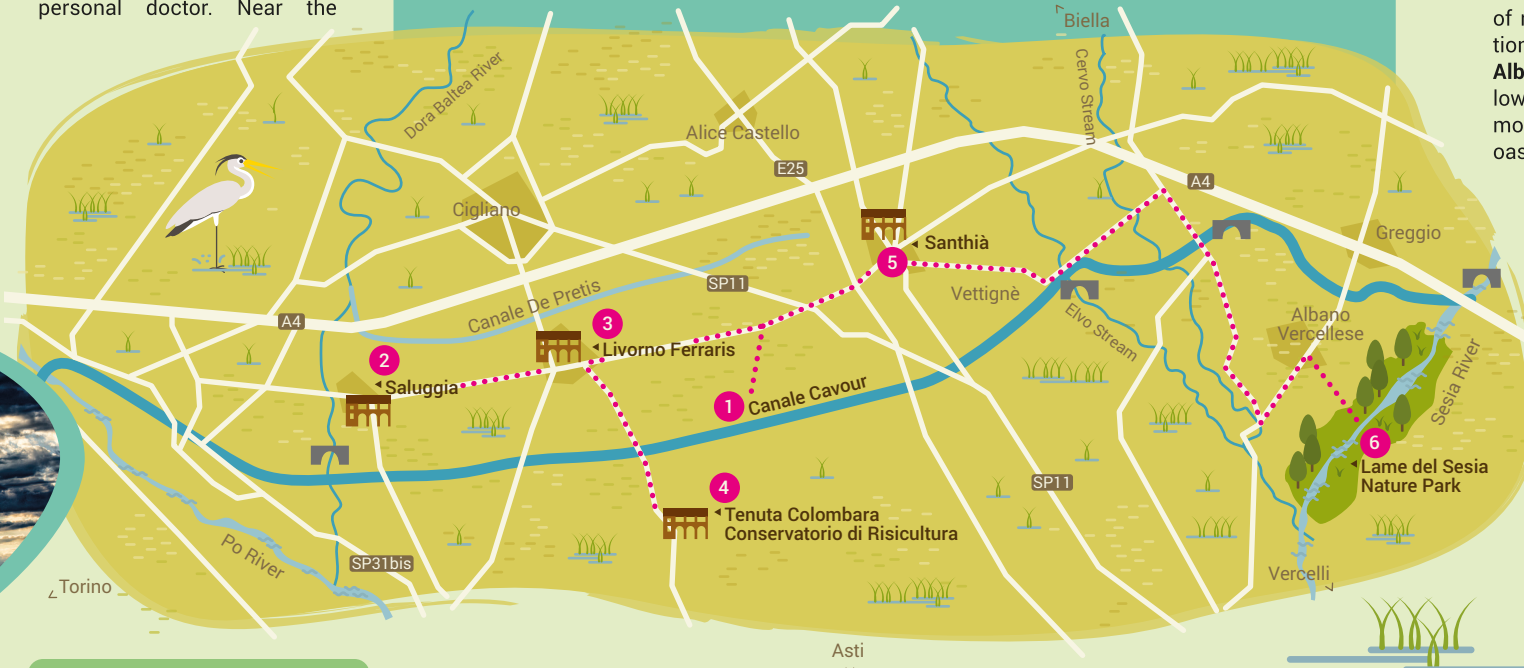 personal doctor. Near the
of
tion
Alb
low
mo
oas
Biella
Cervo Stream
Dora Baltea River
Alice Castello
E25
A4
Cigliano
Santhià
5
Greggio
SP11
Vettignè
Canale De Pretis
A4
3
Livorno Ferraris
Elvo Stream
Albano
Vercellese
2
Saluggia
1
Canale Cavour
Sesia River
6
Lame del Sesia
Nature Park
4
Tenuta Colombara
Conservatorio di Risicultura
SP11
Po River
SP31bis
Torino
Vercelli
Asti